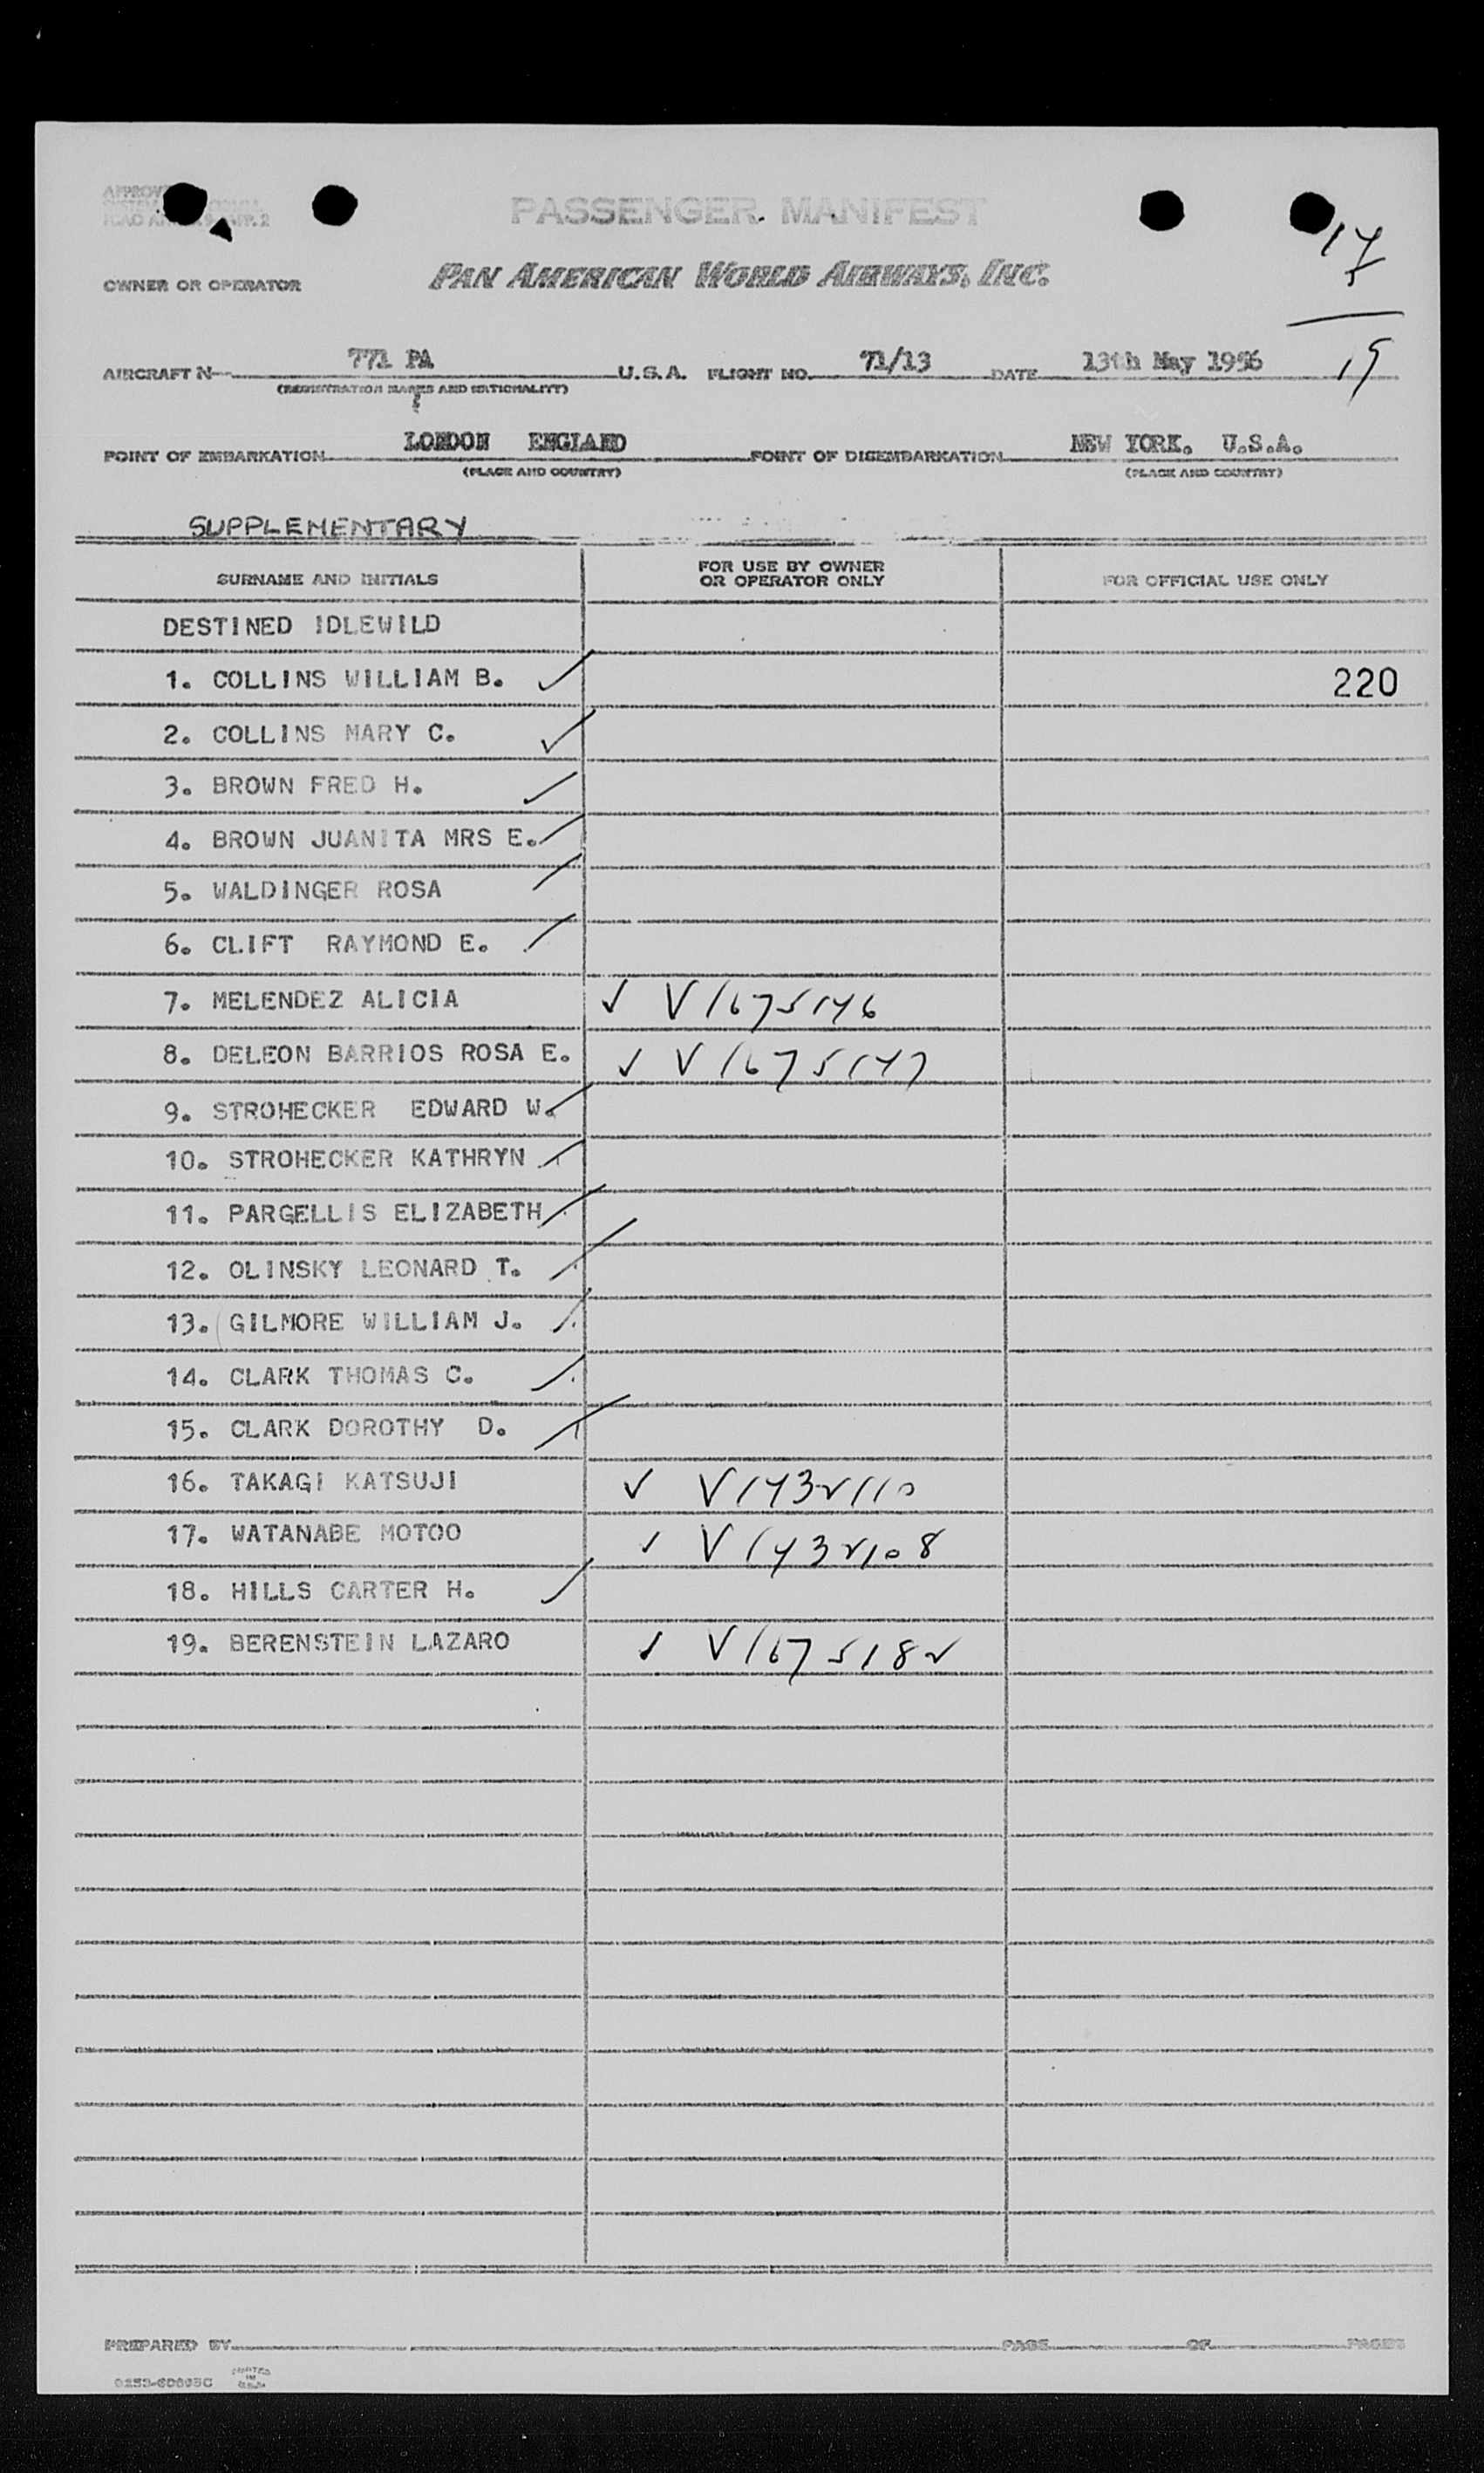 PASSENGER MANIFEST
17
OWNER OR OPERATOR
PAN AMERICAN WORLD AIRWAYS, INC.
AIRCRAFT N 771 PA U.S.A. FLIGHT NO. 71/13 DATE 13th May 1956
19
(REGISTRATION MARKS AND NATIONALITY)
POINT OF EMBARKATION LONDON ENGLAND POINT OF DISEMBARKATION NEW YORK. U.S.A.
(PLACE AND COUNTRY) (PLACE AND COUNTRY)
SUPPLEMENTARY
SURNAME AND INITIALS FOR USE BY OWNER OR OPERATOR ONLY FOR OFFICIAL USE ONLY
DESTINED IDLEWILD
1. COLLINS WILLIAM B. ✓ 220
2. COLLINS MARY C. ✓
3. BROWN FRED H. ✓
4. BROWN JUANITA MRS E.
5. WALDINGER ROSA
6. CLIFT RAYMOND E.
7. MELENDEZ ALICIA ✓ V1675146
8. DELEON BARRIOS ROSA E. ✓ V1675147
9. STROHECKER EDWARD W.
10. STROHECKER KATHRYN
11. PARGELLIS ELIZABETH
12. OLINSKY LEONARD T.
13. GILMORE WILLIAM J.
14. CLARK THOMAS C.
15. CLARK DOROTHY D.
16. TAKAGI KATSUJI ✓ V1432110
17. WATANABE MOTOO ✓ V1432108
18. HILLS CARTER H. ✓
19. BERENSTEIN LAZARO ✓ V1675182
PREPARED BY PAGE OF PAGES